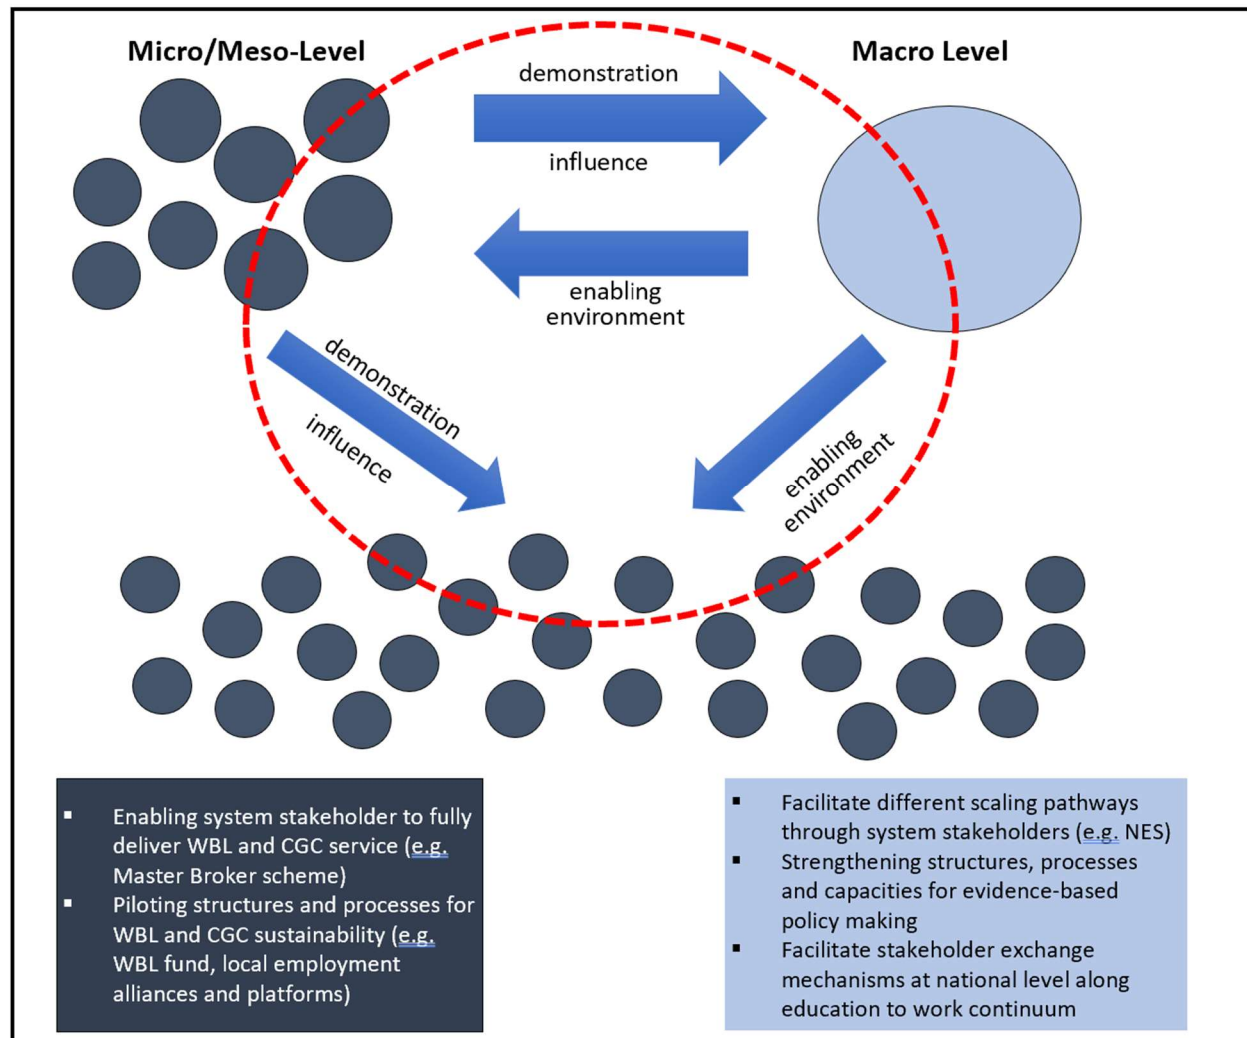 Micro/Meso-Level
Macro Level
demonstration
influence
enabling
environment
demonstration
influence
enabling
environment
▪ Enabling system stakeholder to fully
deliver WBL and CGC service (e.g.
Master Broker scheme)
▪ Piloting structures and processes for
WBL and CGC sustainability (e.g.
WBL fund, local employment
alliances and platforms)
▪ Facilitate different scaling pathways
through system stakeholders (e.g. NES)
▪ Strengthening structures, processes
and capacities for evidence-based
policy making
▪ Facilitate stakeholder exchange
mechanisms at national level along
education to work continuum